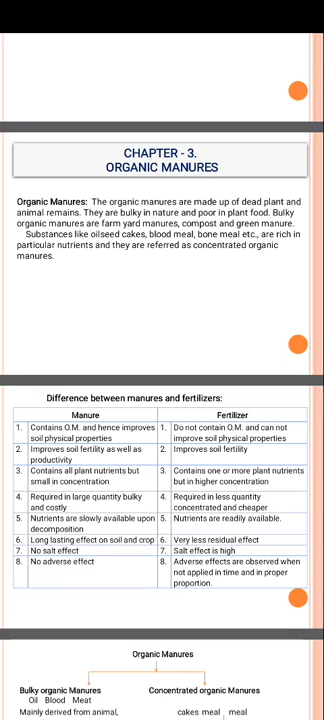 CHAPTER - 3.
ORGANIC MANURES
Organic Manures: The organic manures are made up of dead plant and
animal remains. They are bulky in nature and poor in plant food. Bulky
organic manures are farm yard manures, compost and green manure.
Substances like oilseed cakes, blood meal, bone meal etc., are rich in
particular nutrients and they are referred as concentrated organic
manures.
Difference between manures and fertilizers:
Manure Fertilizer
1. Contains O.M. and hence improves 1. Do not contain O.M. and can not
soil physical properties improve soil physical properties
2. Improves soil fertility as well as 2. Improves soil fertility
productivity
3. Contains all plant nutrients but 3. Contains one or more plant nutrients
small in concentration but in higher concentration
4. Required in large quantity bulky 4. Required in less quantity
and costly concentrated and cheaper
5. Nutrients are slowly available upon 5. Nutrients are readily available.
decomposition
6. Long lasting effect on soil and crop 6. Very less residual effect
7. No salt effect 7. Salt effect is high
8. No adverse effect 8. Adverse effects are observed when
not applied in time and in proper
proportion.
Organic Manures
Bulky organic Manures Concentrated organic Manures
Oil Blood Meat
Mainly derived from animal, cakes meal meal